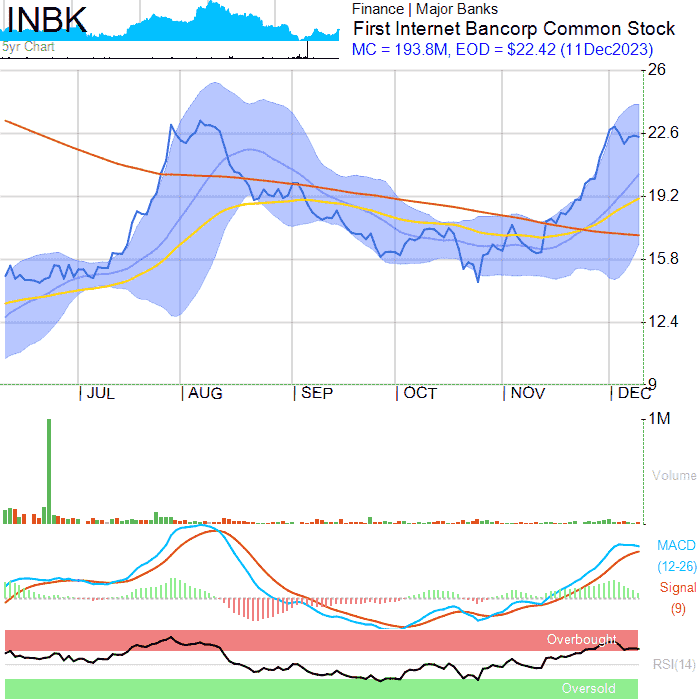 INBK
5yr Chart
Finance | Major Banks
First Internet Bancorp Common Stock
MC = 193.8M, EOD = $22.42 (11Dec2023)
26
22.6
19.2
15.8
12.4
9
JUL AUG SEP OCT NOV DEC
1M
Volume
MACD
(12-26)
Signal
(9)
Overbought
RSI(14)
Oversold